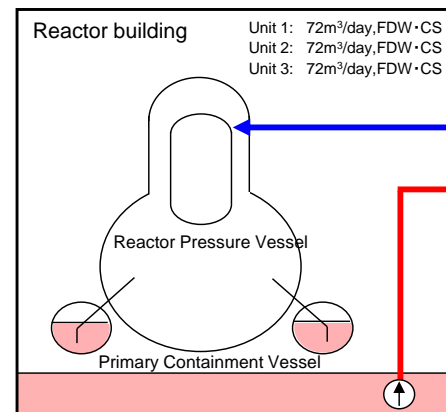 Reactor building
Unit 1: 72m³/day,FDW・CS
Unit 2: 72m³/day,FDW・CS
Unit 3: 72m³/day,FDW・CS
Reactor Pressure Vessel
Primary Containment Vessel